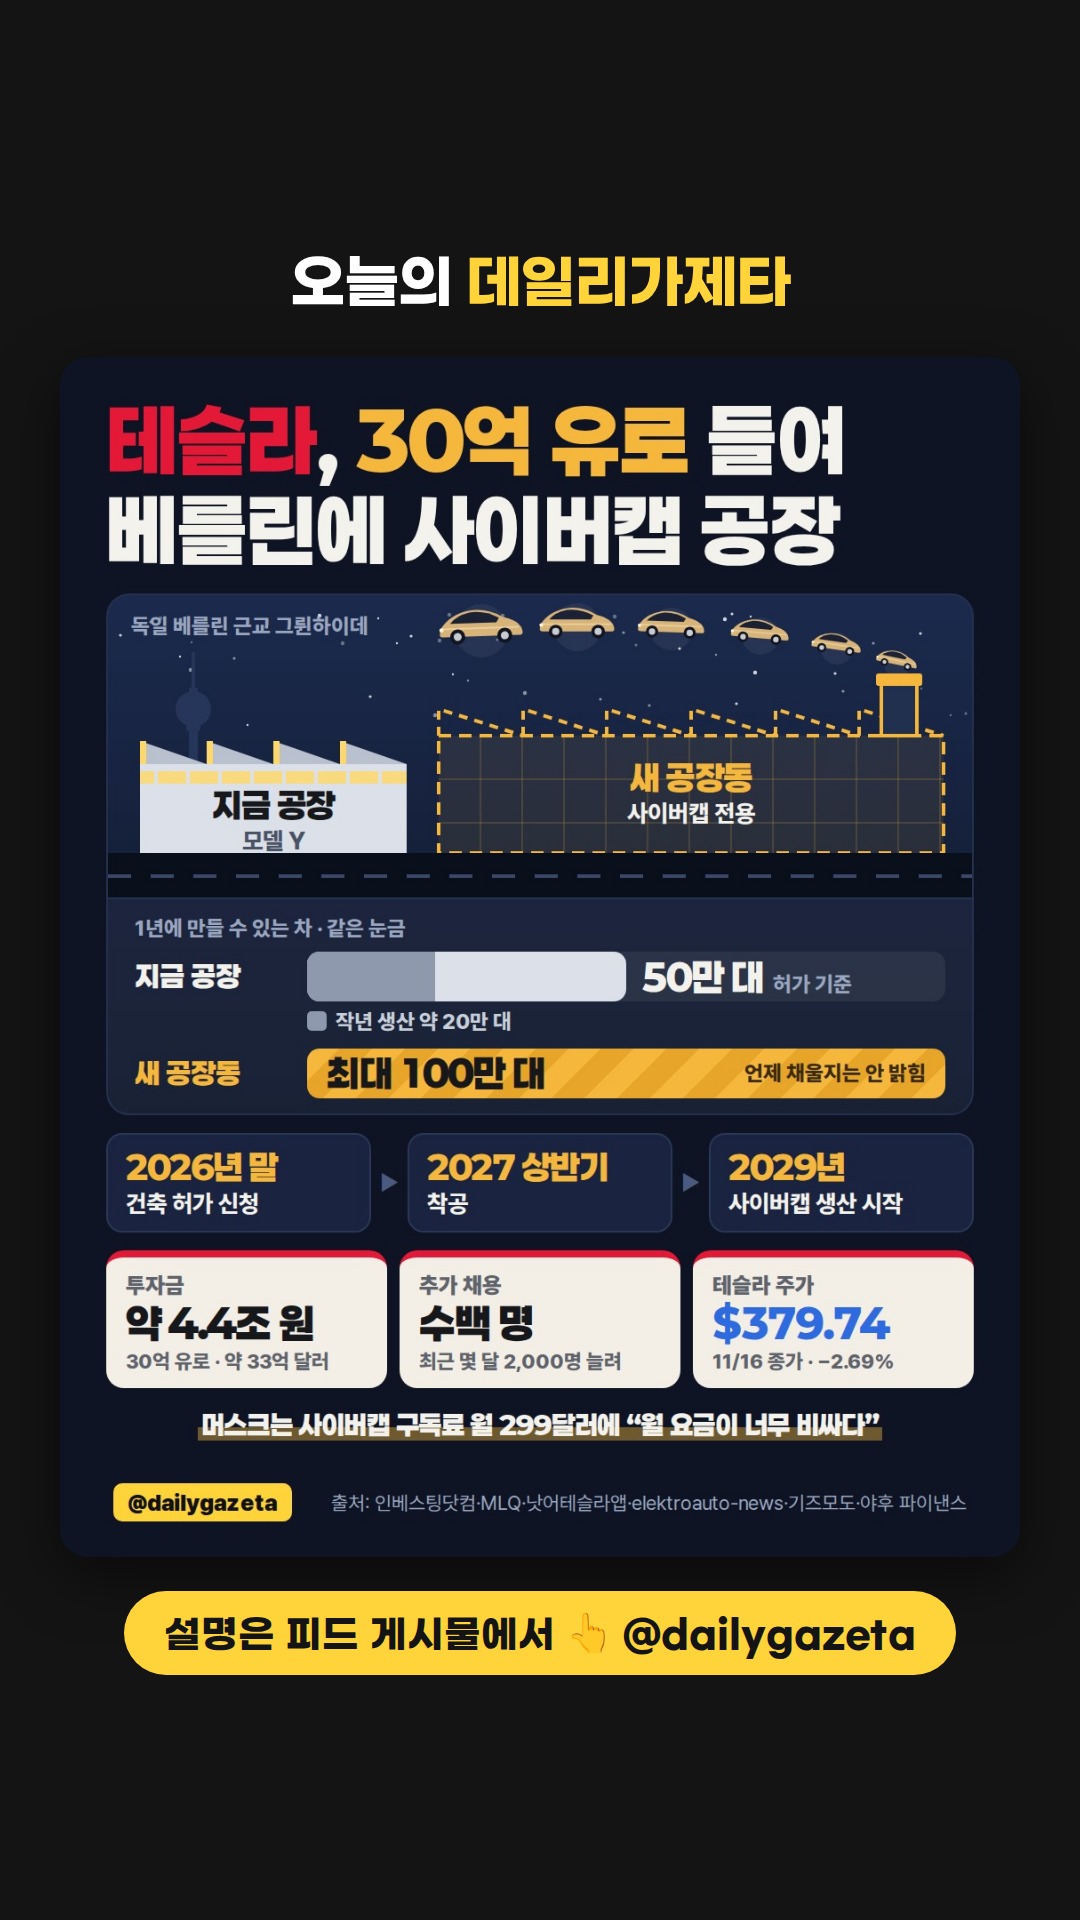 오늘의 데일리가제타
테슬라, 30억 유로 들여
베를린에 사이버캡 공장
독일 베를린 근교 그륀하이데
지금 공장
모델 Y
새 공장동
사이버캡 전용
1년에 만들 수 있는 차 · 같은 눈금
지금 공장
50만 대 허가 기준
작년 생산 약 20만 대
새 공장동
최대 100만 대
언제 채울지는 안 밝힘
2026년 말
건축 허가 신청
2027 상반기
착공
2029년
사이버캡 생산 시작
투자금
약 4.4조 원
30억 유로 · 약 33억 달러
추가 채용
수백 명
최근 몇 달 2,000명 늘려
테슬라 주가
$379.74
11/16 종가 · −2.69%
머스크는 사이버캡 구독료 월 299달러에 “월 요금이 너무 비싸다”
@dailygazeta
출처: 인베스팅닷컴·MLQ·낫어테슬라앱·elektroauto-news·기즈모도·야후 파이낸스
설명은 피드 게시물에서 👆 @dailygazeta